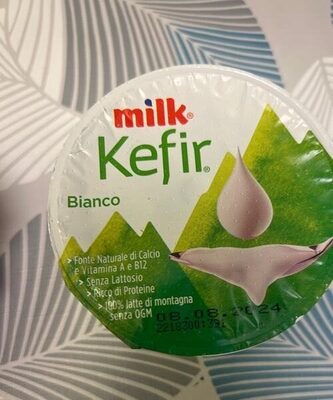 milk®
Kefir®
Bianco
> Fonte Naturale di Calcio
e Vitamina A e B12
> Senza Lattosio
> Ricco di Proteine
> 100% latte di montagna
senza OGM
08.08.2024